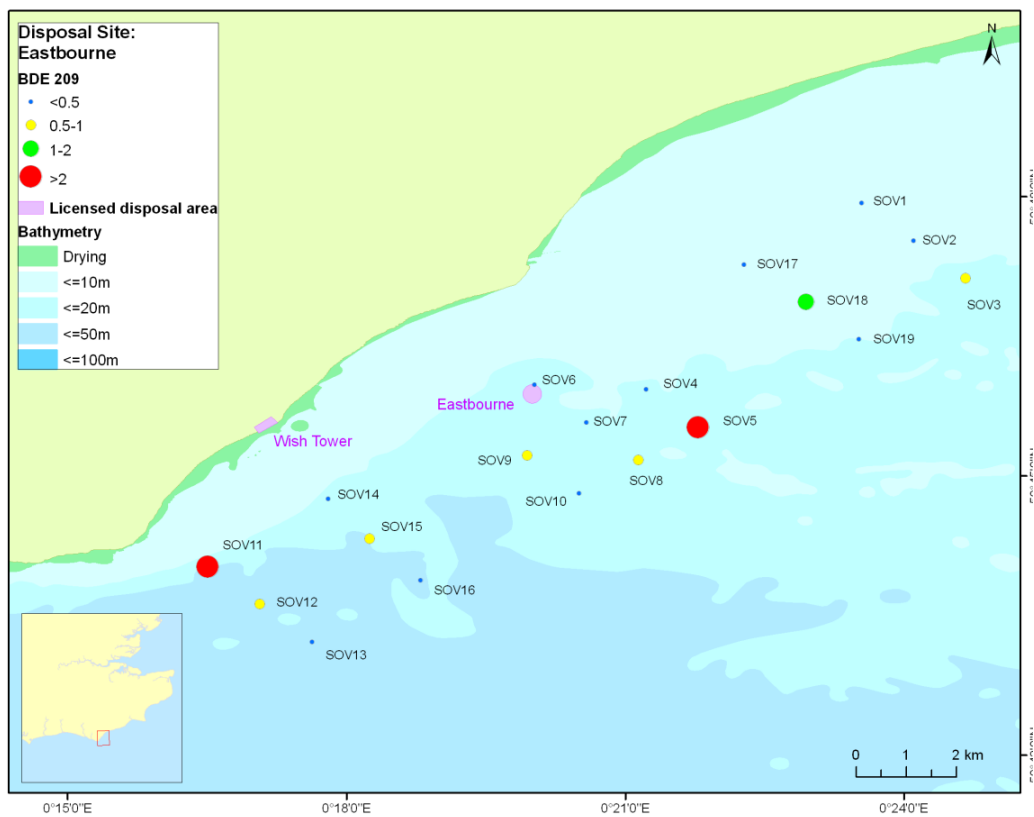 Disposal Site:
Eastbourne
BDE 209
<0.5
0.5-1
1-2
>2
Licensed disposal area
Bathymetry
Drying
<=10m
<=20m
<=50m
<=100m
N
SOV1
SOV2
SOV17
SOV18
SOV3
SOV19
SOV6
SOV4
Eastbourne
SOV7
SOV5
Wish Tower
SOV9
SOV8
SOV14
SOV10
SOV15
SOV11
SOV16
SOV12
SOV13
0 1 2 km
0°15'0"E
0°18'0"E
0°21'0"E
0°24'0"E